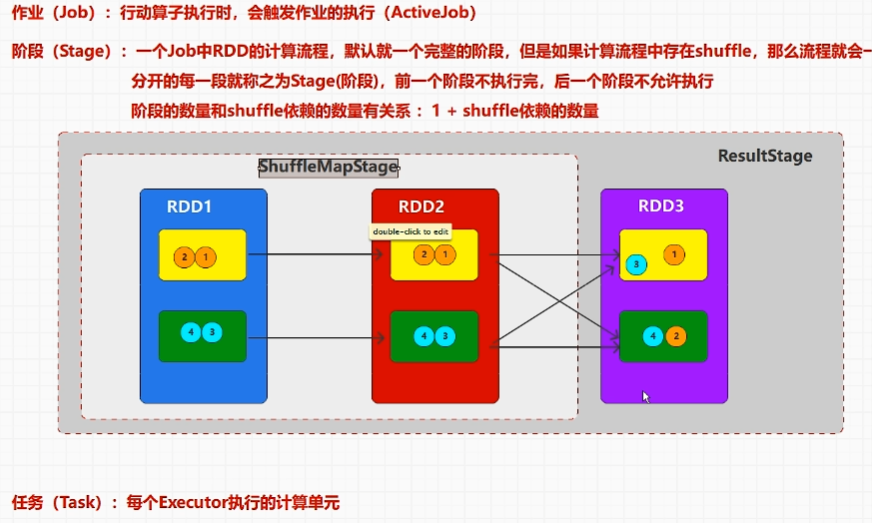 作业（Job）：行动算子执行时，会触发作业的执行（ActiveJob）
阶段（Stage）：一个Job中RDD的计算流程，默认就一个完整的阶段，但是如果计算流程中存在shuffle，那么流程就会一
分开的每一段就称之为Stage(阶段)，前一个阶段不执行完，后一个阶段不允许执行
阶段的数量和shuffle依赖的数量有关系：1 + shuffle依赖的数量
ResultStage
ShuffleMapStage
RDD1
RDD2
RDD3
double-click to edit
2 1
2 1
3 1
4 3
4 3
4 2
任务（Task）：每个Executor执行的计算单元